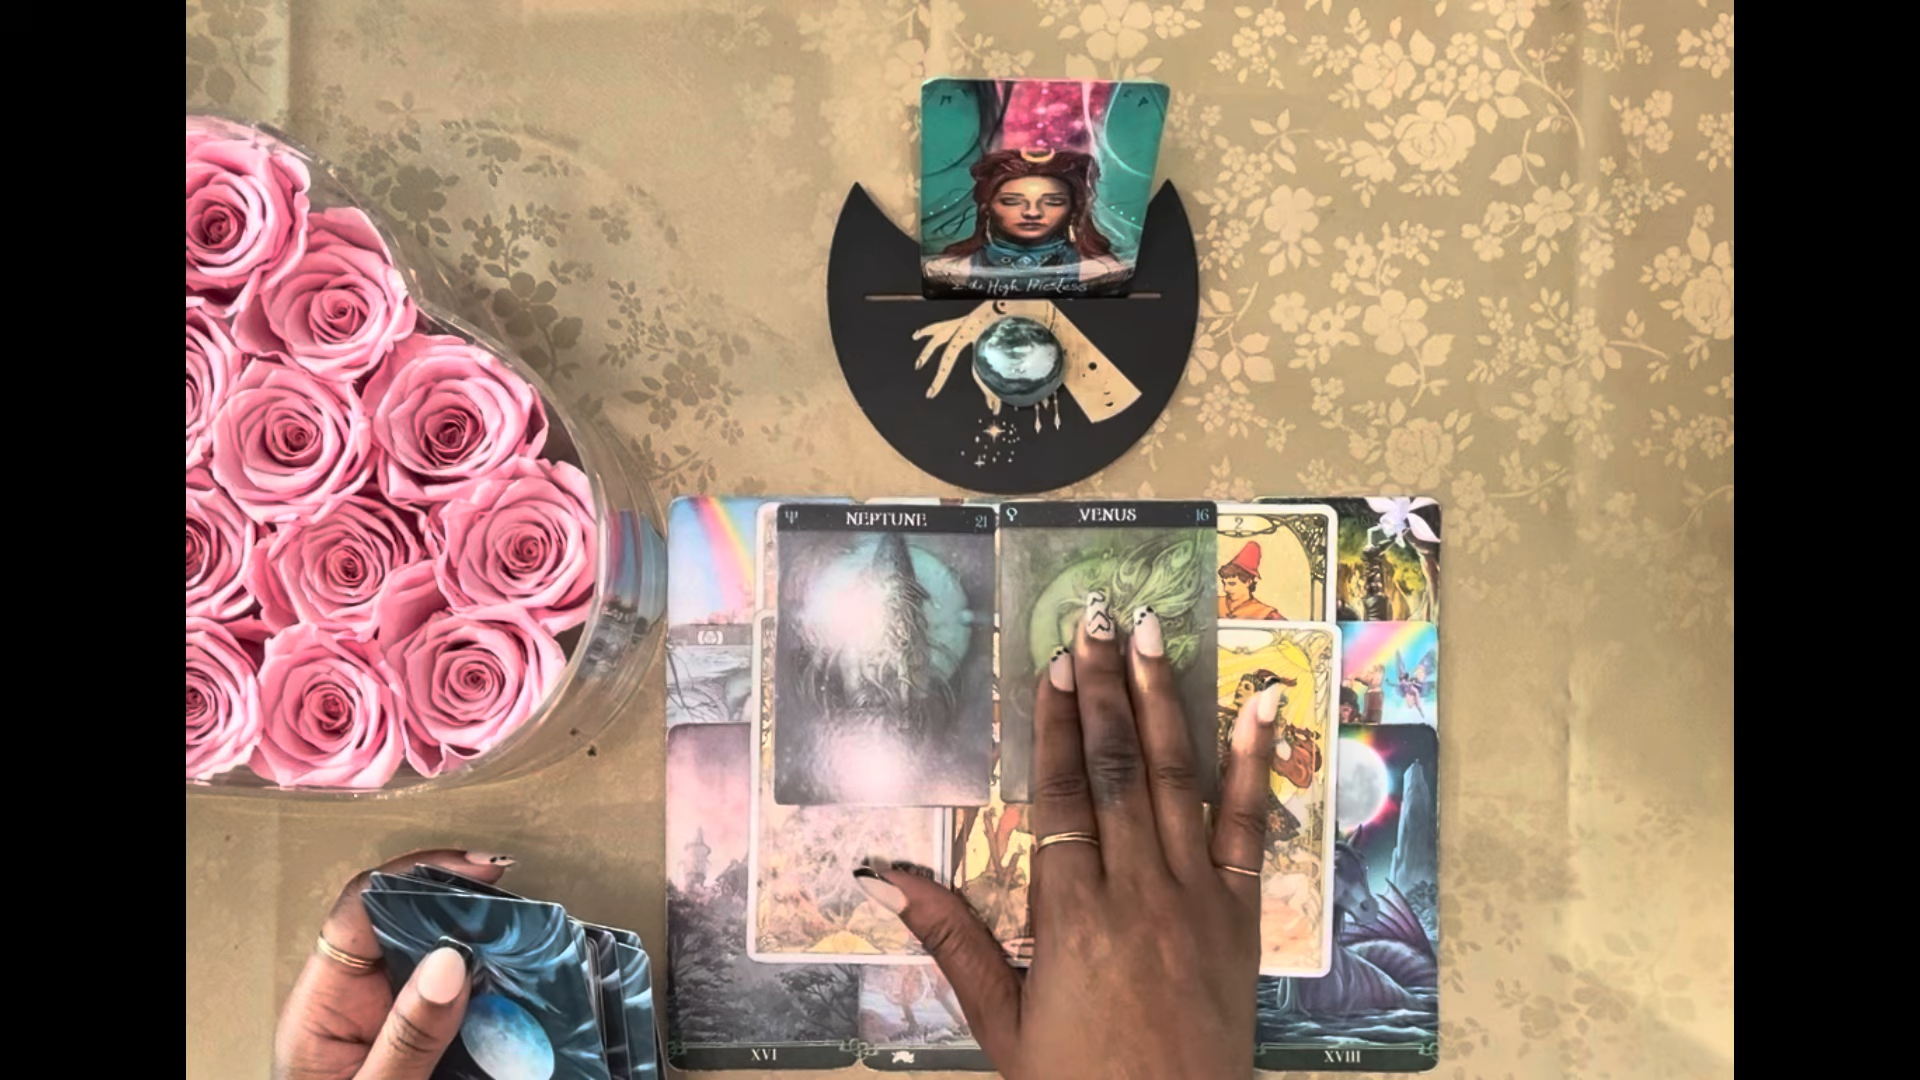 the High Priestess
♆ NEPTUNE 21
♀ VENUS 16
2
XVI
XVIII